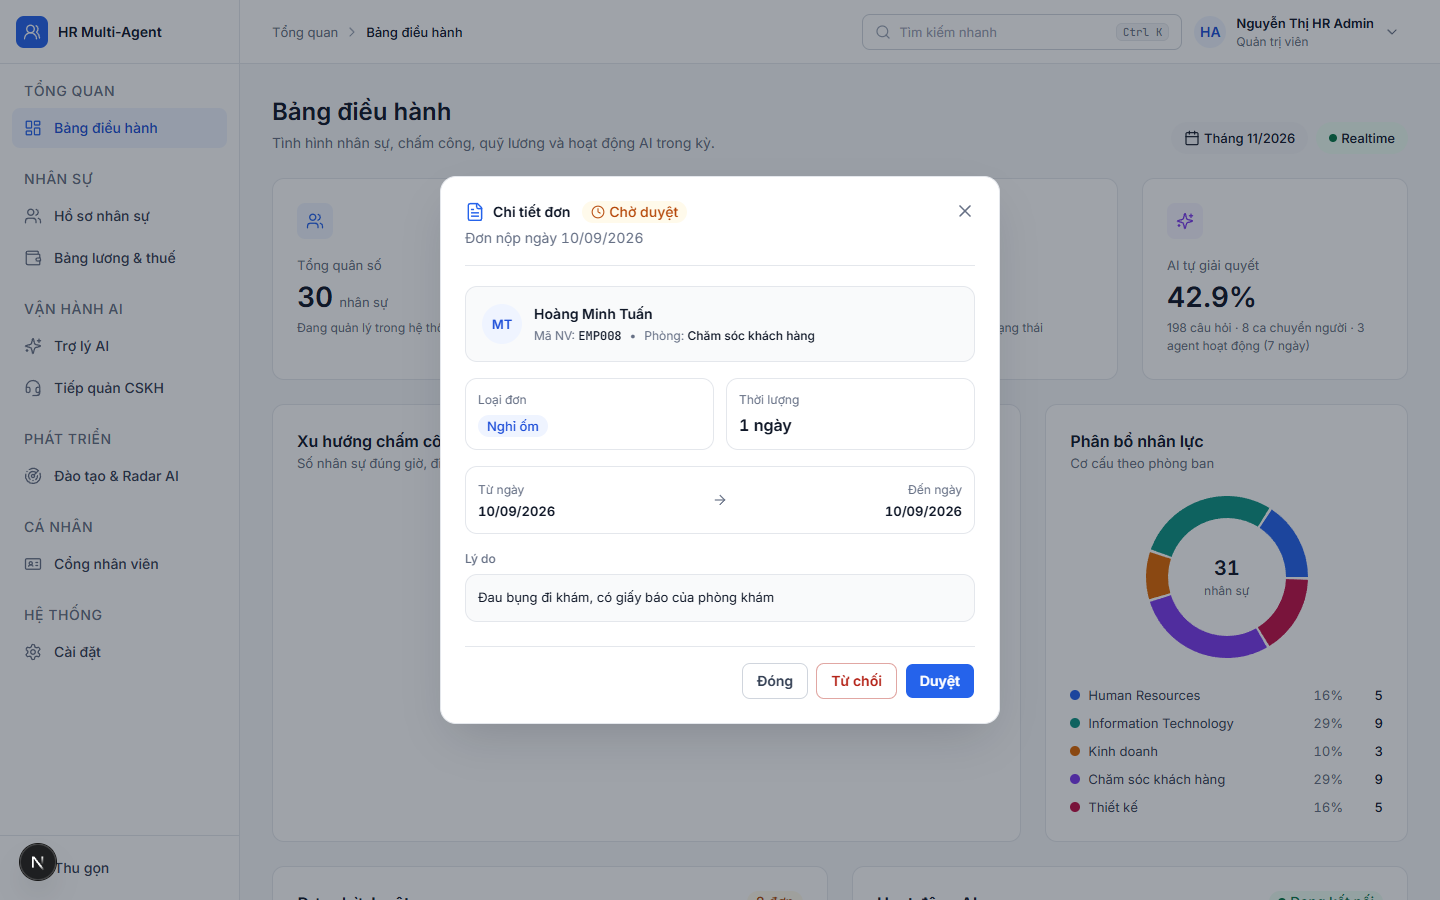 HR Multi-Agent
Tổng quan > Bảng điều hành
Tìm kiếm nhanh
Ctrl K
HA
Nguyễn Thị HR Admin
Quản trị viên
TỔNG QUAN
Bảng điều hành
NHÂN SỰ
Hồ sơ nhân sự
Bảng lương & thuế
VẬN HÀNH AI
Trợ lý AI
Tiếp quản CSKH
PHÁT TRIỂN
Đào tạo & Radar AI
CÁ NHÂN
Cổng nhân viên
HỆ THỐNG
Cài đặt
N
Thu gọn
Bảng điều hành
Tình hình nhân sự, chấm công, quỹ lương và hoạt động AI trong kỳ.
Tháng 11/2026
Realtime
Tổng quân số
30 nhân sự
Đang quản lý trong hệ
ạng thái
AI tự giải quyết
42.9%
198 câu hỏi · 8 ca chuyển người · 3
agent hoạt động (7 ngày)
Xu hướng chấm
Số nhân sự đúng giờ,
Phân bổ nhân lực
Cơ cấu theo phòng ban
31
nhân sự
Human Resources 16% 5
Information Technology 29% 9
Kinh doanh 10% 3
Chăm sóc khách hàng 29% 9
Thiết kế 16% 5
Chi tiết đơn
Chờ duyệt
Đơn nộp ngày 10/09/2026
MT
Hoàng Minh Tuấn
Mã NV: EMP008 • Phòng: Chăm sóc khách hàng
Loại đơn
Nghỉ ốm
Thời lượng
1 ngày
Từ ngày
10/09/2026
→
Đến ngày
10/09/2026
Lý do
Đau bụng đi khám, có giấy báo của phòng khám
Đóng
Từ chối
Duyệt